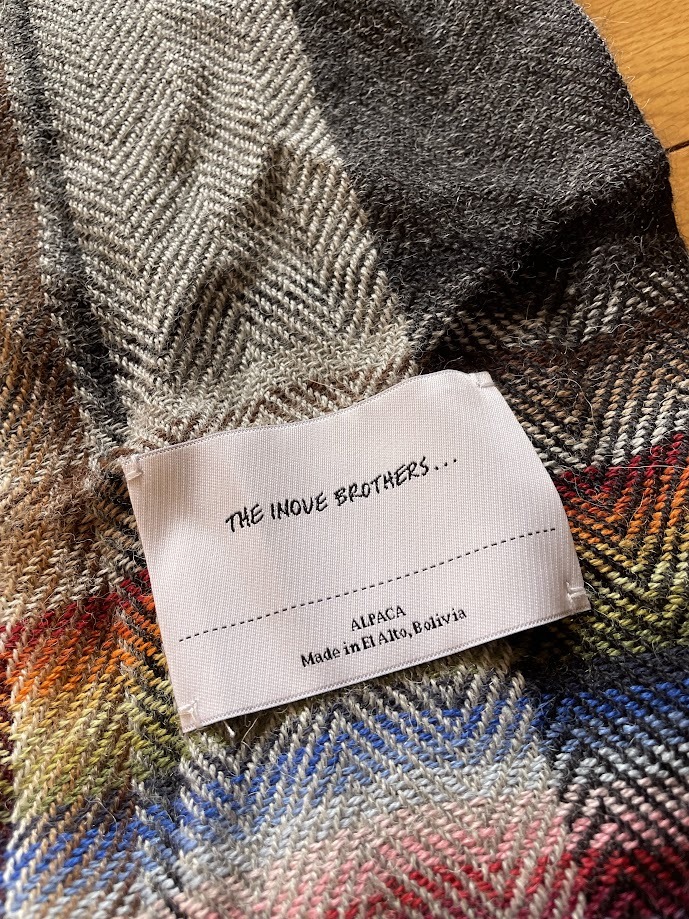 THE INOUE BROTHERS...
ALPACA
Made in El Alto, Bolivia